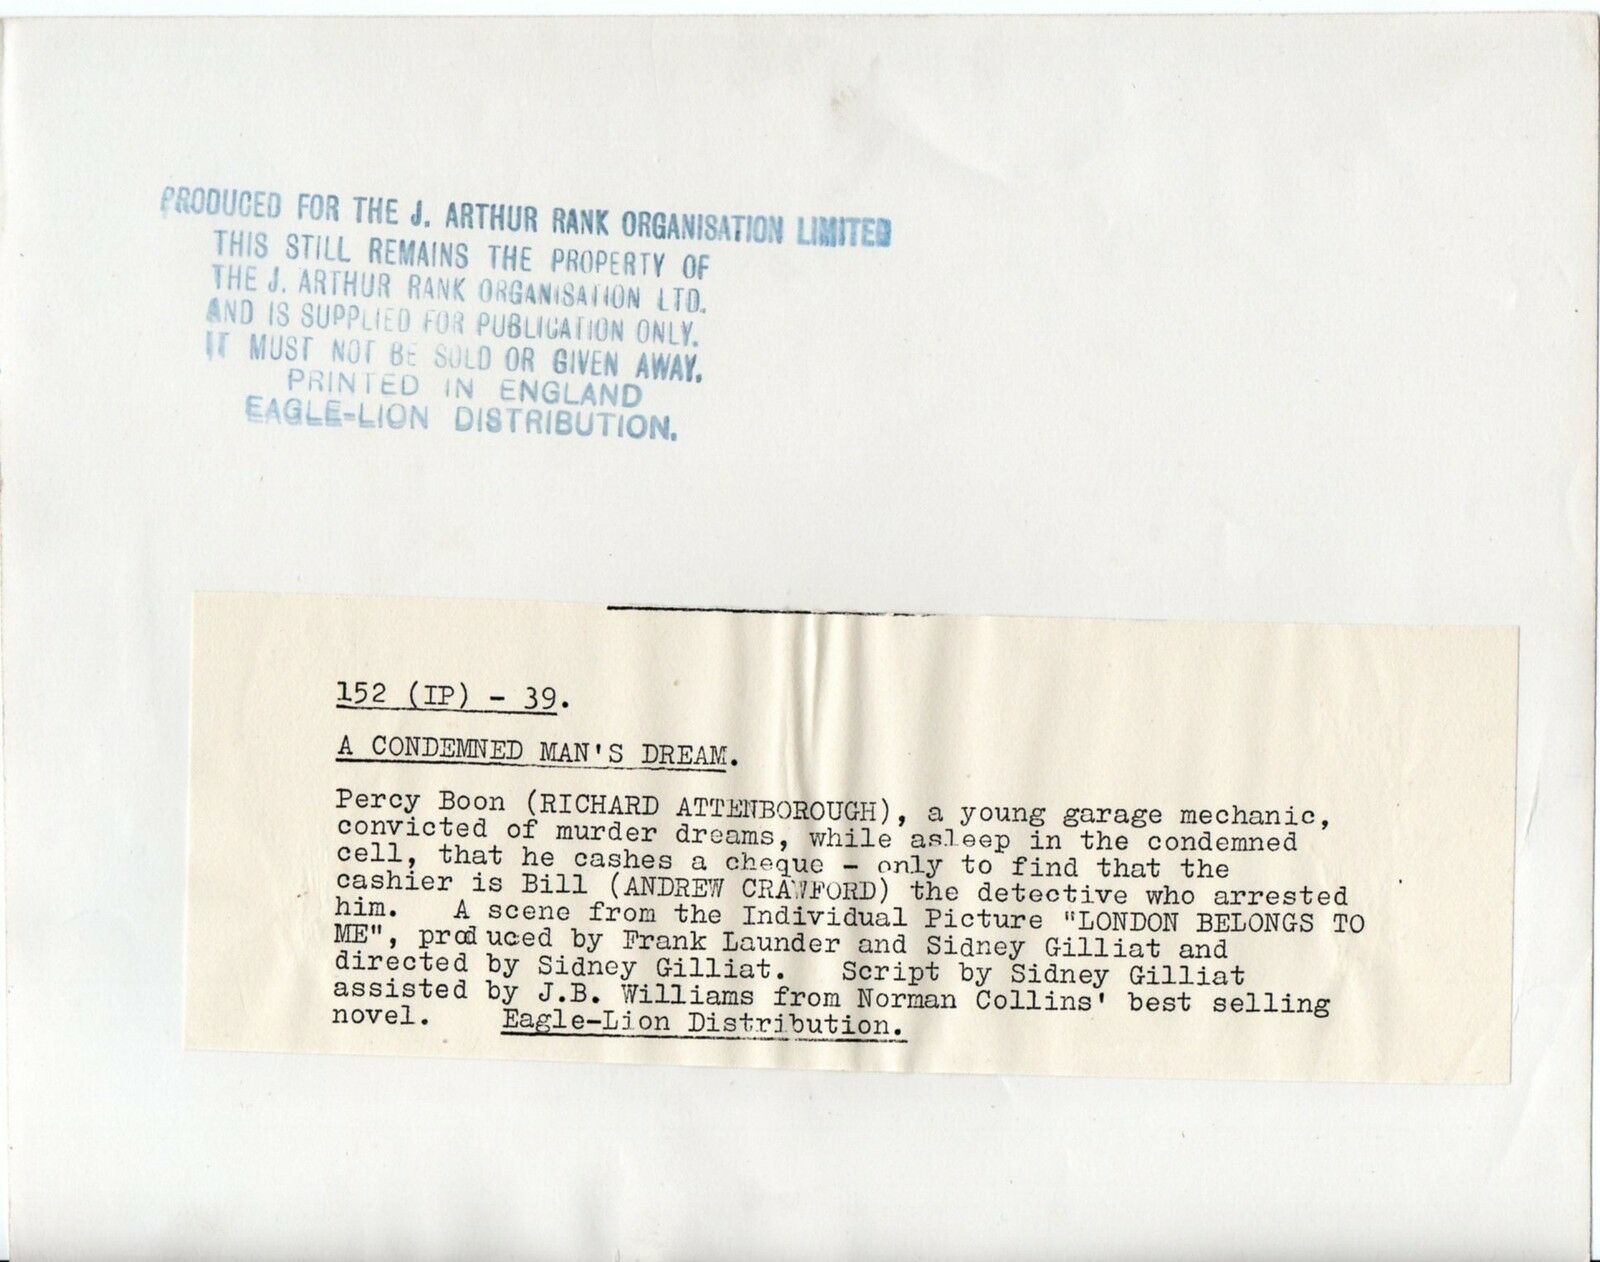 PRODUCED FOR THE J. ARTHUR RANK ORGANISATION LIMITED
THIS STILL REMAINS THE PROPERTY OF
THE J. ARTHUR RANK ORGANISATION LTD.
AND IS SUPPLIED FOR PUBLICATION ONLY.
IT MUST NOT BE SOLD OR GIVEN AWAY.
PRINTED IN ENGLAND
EAGLE-LION DISTRIBUTION.
152 (IP) - 39.
A CONDEMNED MAN'S DREAM.
Percy Boon (RICHARD ATTENBOROUGH), a young garage mechanic,
convicted of murder dreams, while asleep in the condemned
cell, that he cashes a cheque - only to find that the
cashier is Bill (ANDREW CRAWFORD) the detective who arrested
him. A scene from the Individual Picture "LONDON BELONGS TO
ME", produced by Frank Launder and Sidney Gilliat and
directed by Sidney Gilliat. Script by Sidney Gilliat
assisted by J.B. Williams from Norman Collins' best selling
novel. Eagle-Lion Distribution.